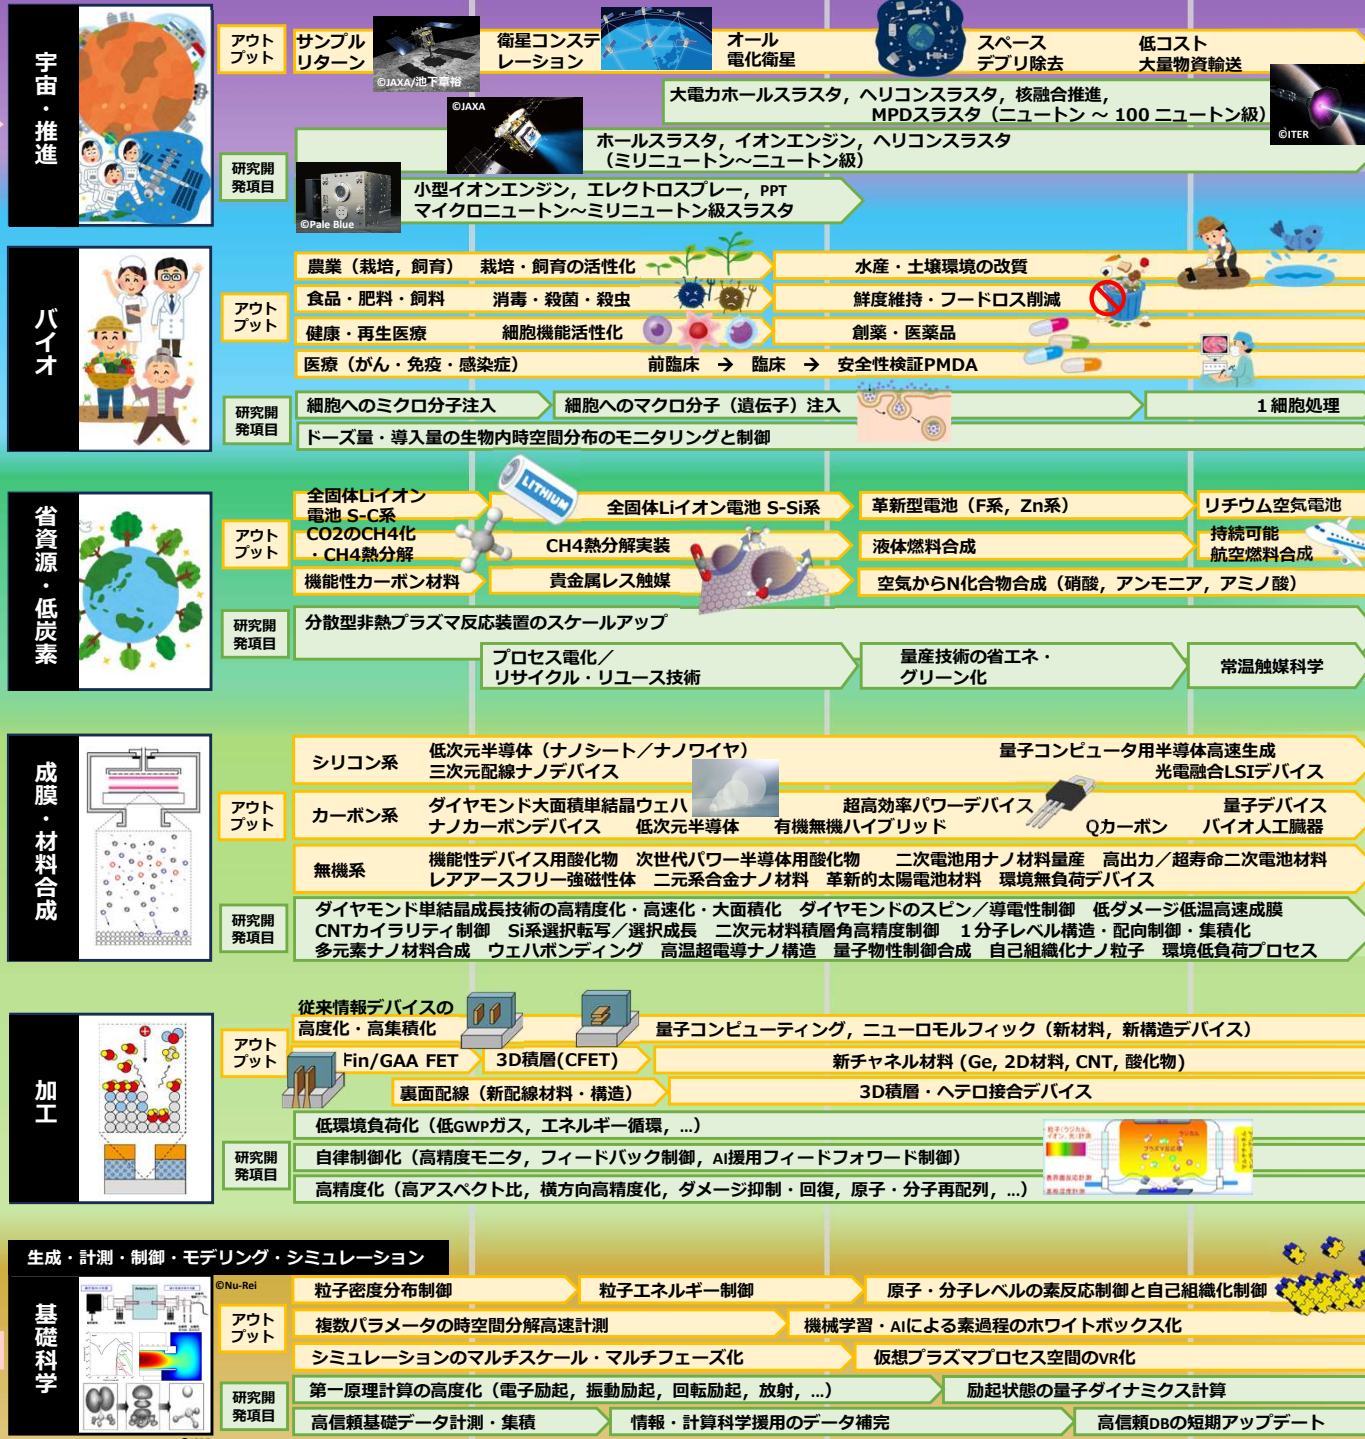 宇宙・推進
アウト
プット
サンプル
リターン
©JAXA/池下章裕
衛星コンステ
レーション
オール
電化衛星
スペース
デブリ除去
低コスト
大量物資輸送
大電力ホールスラスタ，ヘリコンスラスタ，核融合推進，
MPDスラスタ（ニュートン ～ 100 ニュートン級）
©ITER
研究開
発項目
©JAXA
ホールスラスタ，イオンエンジン，ヘリコンスラスタ
（ミリニュートン～ニュートン級）
©Pale Blue
小型イオンエンジン，エレクトロスプレー，PPT
マイクロニュートン～ミリニュートン級スラスタ
バイオ
アウト
プット
農業（栽培，飼育） 栽培・飼育の活性化
水産・土壌環境の改質
食品・肥料・飼料 消毒・殺菌・殺虫
鮮度維持・フードロス削減
健康・再生医療 細胞機能活性化
創薬・医薬品
医療（がん・免疫・感染症） 前臨床 → 臨床 → 安全性検証PMDA
研究開
発項目
細胞へのミクロ分子注入
細胞へのマクロ分子（遺伝子）注入
１細胞処理
ドーズ量・導入量の生物内時空間分布のモニタリングと制御
省資源・低炭素
アウト
プット
全固体Liイオン
電池 S-C系
LITHIUM
全固体Liイオン電池 S-Si系
革新型電池（F系，Zn系）
リチウム空気電池
CO2のCH4化
・CH4熱分解
CH4熱分解実装
液体燃料合成
持続可能
航空燃料合成
機能性カーボン材料
貴金属レス触媒
空気からN化合物合成（硝酸，アンモニア，アミノ酸）
研究開
発項目
分散型非熱プラズマ反応装置のスケールアップ
プロセス電化／
リサイクル・リユース技術
量産技術の省エネ・
グリーン化
常温触媒科学
成膜・材料合成
アウト
プット
シリコン系
低次元半導体（ナノシート／ナノワイヤ）
三次元配線ナノデバイス
量子コンピュータ用半導体高速生成
光電融合LSIデバイス
カーボン系
ダイヤモンド大面積単結晶ウェハ 超高効率パワーデバイス 量子デバイス
ナノカーボンデバイス 低次元半導体 有機無機ハイブリッド Qカーボン バイオ人工臓器
無機系
機能性デバイス用酸化物 次世代パワー半導体用酸化物 二次電池用ナノ材料量産 高出力／超寿命二次電池材料
レアアースフリー強磁性体 二元系合金ナノ材料 革新的太陽電池材料 環境無負荷デバイス
研究開
発項目
ダイヤモンド単結晶成長技術の高精度化・高速化・大面積化 ダイヤモンドのスピン／導電性制御 低ダメージ低温高速成膜
CNTカイラリティ制御 Si系選択転写／選択成長 二次元材料積層角高精度制御 １分子レベル構造・配向制御・集積化
多元素ナノ材料合成 ウェハボンディング 高温超電導ナノ構造 量子物性制御合成 自己組織化ナノ粒子 環境低負荷プロセス
加工
アウト
プット
従来情報デバイスの
高度化・高集積化
量子コンピューティング，ニューロモルフィック（新材料，新構造デバイス）
Fin/GAA FET
3D積層(CFET)
新チャネル材料 (Ge, 2D材料, CNT, 酸化物)
裏面配線（新配線材料・構造）
3D積層・ヘテロ接合デバイス
研究開
発項目
低環境負荷化（低GWPガス，エネルギー循環，…）
自律制御化（高精度モニタ，フィードバック制御，AI援用フィードフォワード制御）
高精度化（高アスペクト比，横方向高精度化，ダメージ抑制・回復，原子・分子再配列，…）
粒子(ラジカル,
イオン,光)計測
ラジカル
表界面反応計測
生成・計測・制御・モデリング・シミュレーション
基礎科学
©Nu-Rei
アウト
プット
粒子密度分布制御
粒子エネルギー制御
原子・分子レベルの素反応制御と自己組織化制御
複数パラメータの時空間分解高速計測
機械学習・AIによる素過程のホワイトボックス化
シミュレーションのマルチスケール・マルチフェーズ化
仮想プラズマプロセス空間のVR化
研究開
発項目
第一原理計算の高度化（電子励起，振動励起，回転励起，放射，…）
励起状態の量子ダイナミクス計算
高信頼基礎データ計測・集積
情報・計算科学援用のデータ補完
高信頼DBの短期アップデート